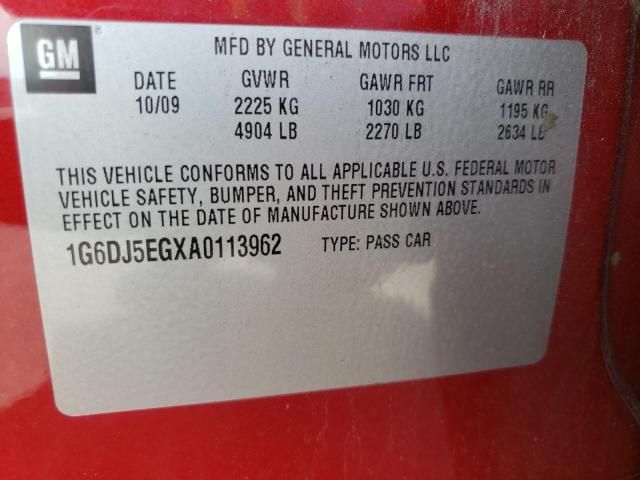 GM
MFD BY GENERAL MOTORS LLC
DATE GVWR GAWR FRT GAWR RR
10/09 2225 KG 1030 KG 1195 KG
4904 LB 2270 LB 2634 LB
THIS VEHICLE CONFORMS TO ALL APPLICABLE U.S. FEDERAL MOTOR
VEHICLE SAFETY, BUMPER, AND THEFT PREVENTION STANDARDS IN
EFFECT ON THE DATE OF MANUFACTURE SHOWN ABOVE.
1G6DJ5EGXA0113962 TYPE: PASS CAR